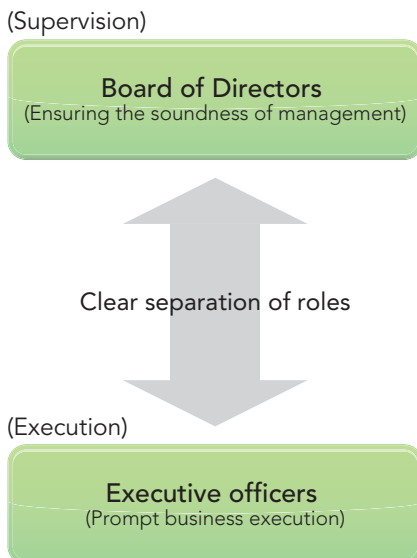 (Supervision)
Board of Directors
(Ensuring the soundness of management)
Clear separation of roles
(Execution)
Executive officers
(Prompt business execution)